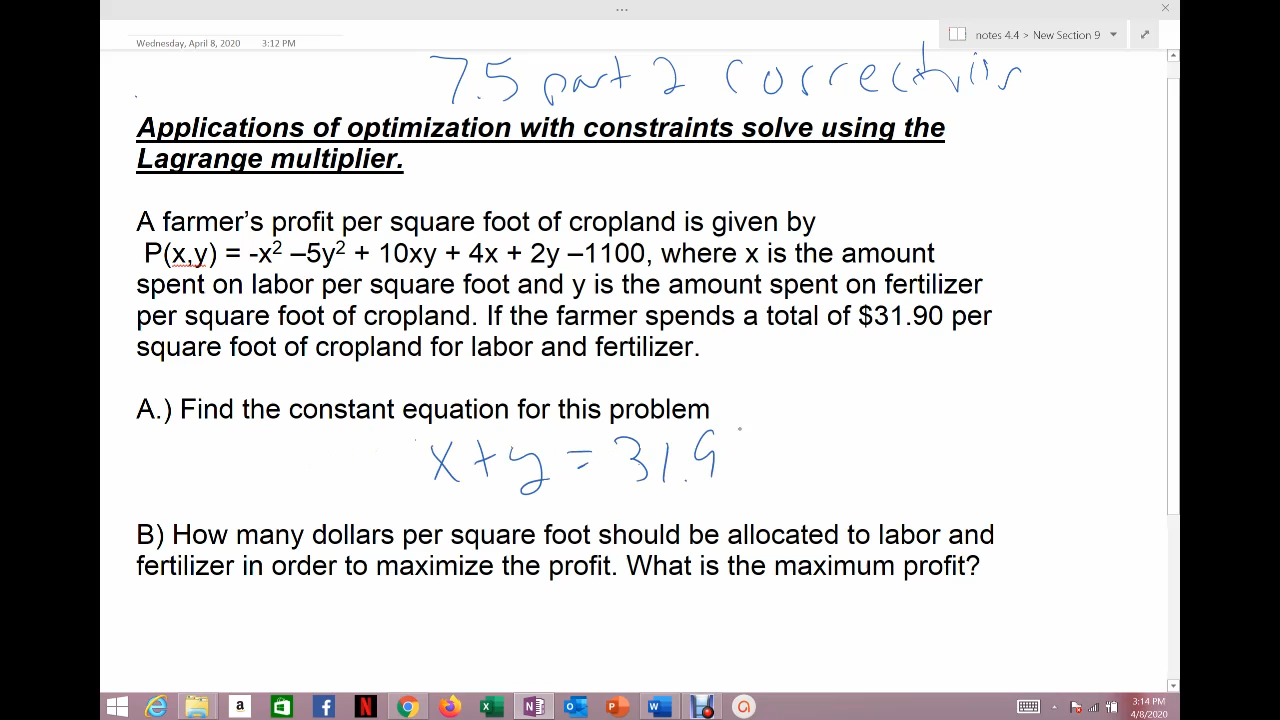 ...
Wednesday, April 8, 2020 3:12 PM
notes 4.4 > New Section 9
7.5 part 2
Applications of optimization with constraints solve using the
Lagrange multiplier.
A farmer’s profit per square foot of cropland is given by
P(x,y) = -x² –5y² + 10xy + 4x + 2y –1100, where x is the amount
spent on labor per square foot and y is the amount spent on fertilizer
per square foot of cropland. If the farmer spends a total of $31.90 per
square foot of cropland for labor and fertilizer.
A.) Find the constant equation for this problem
x + y = 31.9
B) How many dollars per square foot should be allocated to labor and
fertilizer in order to maximize the profit. What is the maximum profit?
3:14 PM
4/8/2020